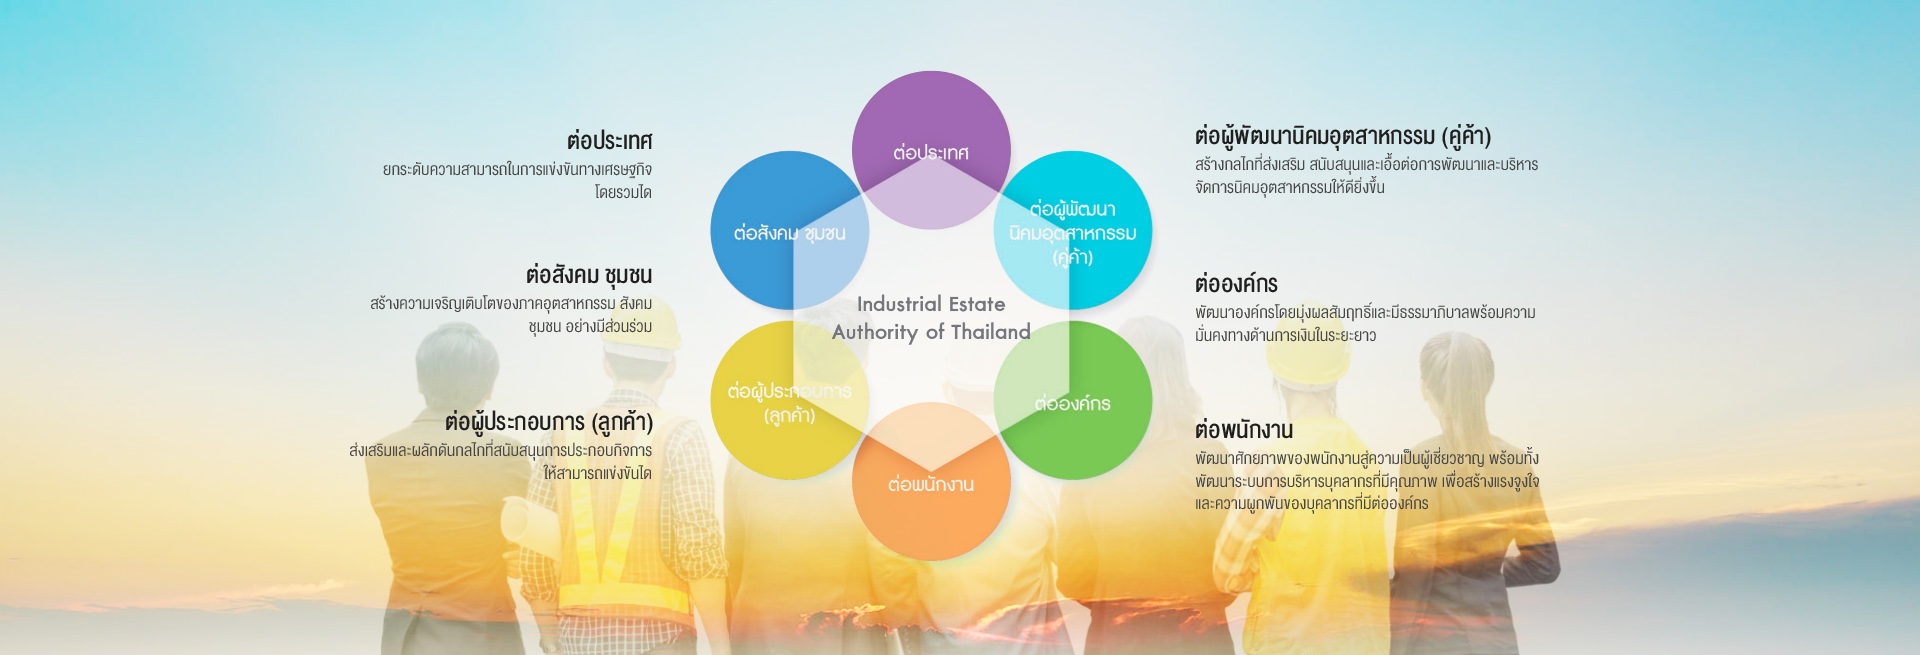 ต่อประเทศ
ยกระดับความสามารถในการแข่งขันทางเศรษฐกิจ
โดยรวมได
ต่อสังคม ชุมชน
สร้างความเจริญเติบโตของภาคอุตสาหกรรม สังคม
ชุมชน อย่างมีส่วนร่วม
ต่อผู้ประกอบการ (ลูกค้า)
ส่งเสริมและผลักดันกลไกที่สนับสนุนการประกอบกิจการ
ให้สามารถแข่งขันได
ต่อประเทศ
ต่อสังคม ชุมชน
ต่อผู้พัฒนา
นิคมอุตสาหกรรม
(คู่ค้า)
Industrial Estate
Authority of Thailand
ต่อผู้ประกอบการ
(ลูกค้า)
ต่อองค์กร
ต่อพนักงาน
ต่อผู้พัฒนานิคมอุตสาหกรรม (คู่ค้า)
สร้างกลไกที่ส่งเสริม สนับสนุนและเอื้อต่อการพัฒนาและบริหาร
จัดการนิคมอุตสาหกรรมให้ดียิ่งขึ้น
ต่อองค์กร
พัฒนาองค์กรโดยมุ่งผลสัมฤทธิ์และมีธรรมาภิบาลพร้อมความ
มั่นคงทางด้านการเงินในระยะยาว
ต่อพนักงาน
พัฒนาศักยภาพของพนักงานสู่ความเป็นผู้เชี่ยวชาญ พร้อมทั้ง
พัฒนาระบบการบริหารบุคลากรที่มีคุณภาพ เพื่อสร้างแรงจูงใจ
และความผูกพันของบุคลากรที่มีต่อองค์กร